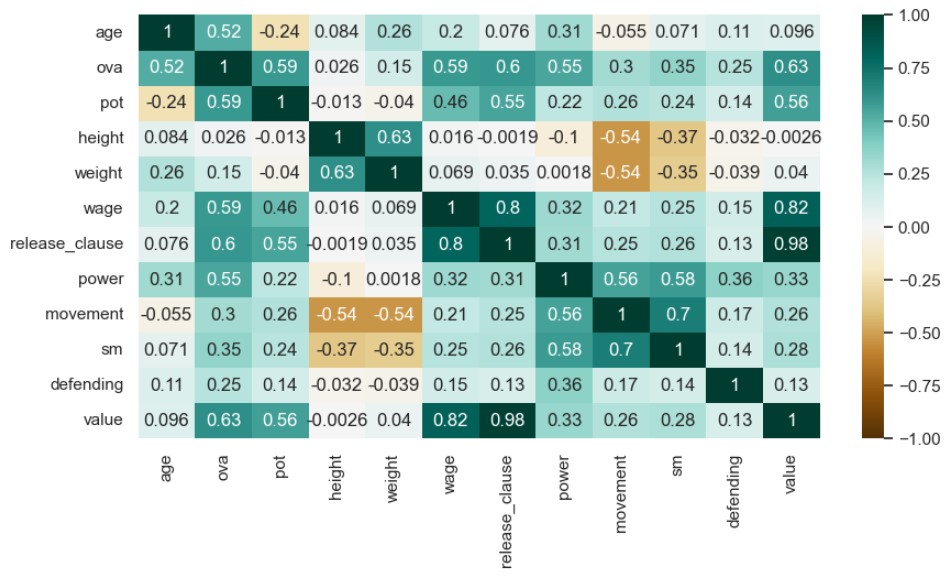 age 1 0.52 -0.24 0.084 0.26 0.2 0.076 0.31 -0.055 0.071 0.11 0.096
ova 0.52 1 0.59 0.026 0.15 0.59 0.6 0.55 0.3 0.35 0.25 0.63
pot -0.24 0.59 1 -0.013 -0.04 0.46 0.55 0.22 0.26 0.24 0.14 0.56
height 0.084 0.026 -0.013 1 0.63 0.016 -0.0019 -0.1 -0.54 -0.37 -0.032 -0.0026
weight 0.26 0.15 -0.04 0.63 1 0.069 0.035 0.0018 -0.54 -0.35 -0.039 0.04
wage 0.2 0.59 0.46 0.016 0.069 1 0.8 0.32 0.21 0.25 0.15 0.82
release_clause 0.076 0.6 0.55 -0.0019 0.035 0.8 1 0.31 0.25 0.26 0.13 0.98
power 0.31 0.55 0.22 -0.1 0.0018 0.32 0.31 1 0.56 0.58 0.36 0.33
movement -0.055 0.3 0.26 -0.54 -0.54 0.21 0.25 0.56 1 0.7 0.17 0.26
sm 0.071 0.35 0.24 -0.37 -0.35 0.25 0.26 0.58 0.7 1 0.14 0.28
defending 0.11 0.25 0.14 -0.032 -0.039 0.15 0.13 0.36 0.17 0.14 1 0.13
value 0.096 0.63 0.56 -0.0026 0.04 0.82 0.98 0.33 0.26 0.28 0.13 1
age ova pot height weight wage release_clause power movement sm defending value
1.00
0.75
0.50
0.25
0.00
−0.25
−0.50
−0.75
−1.00